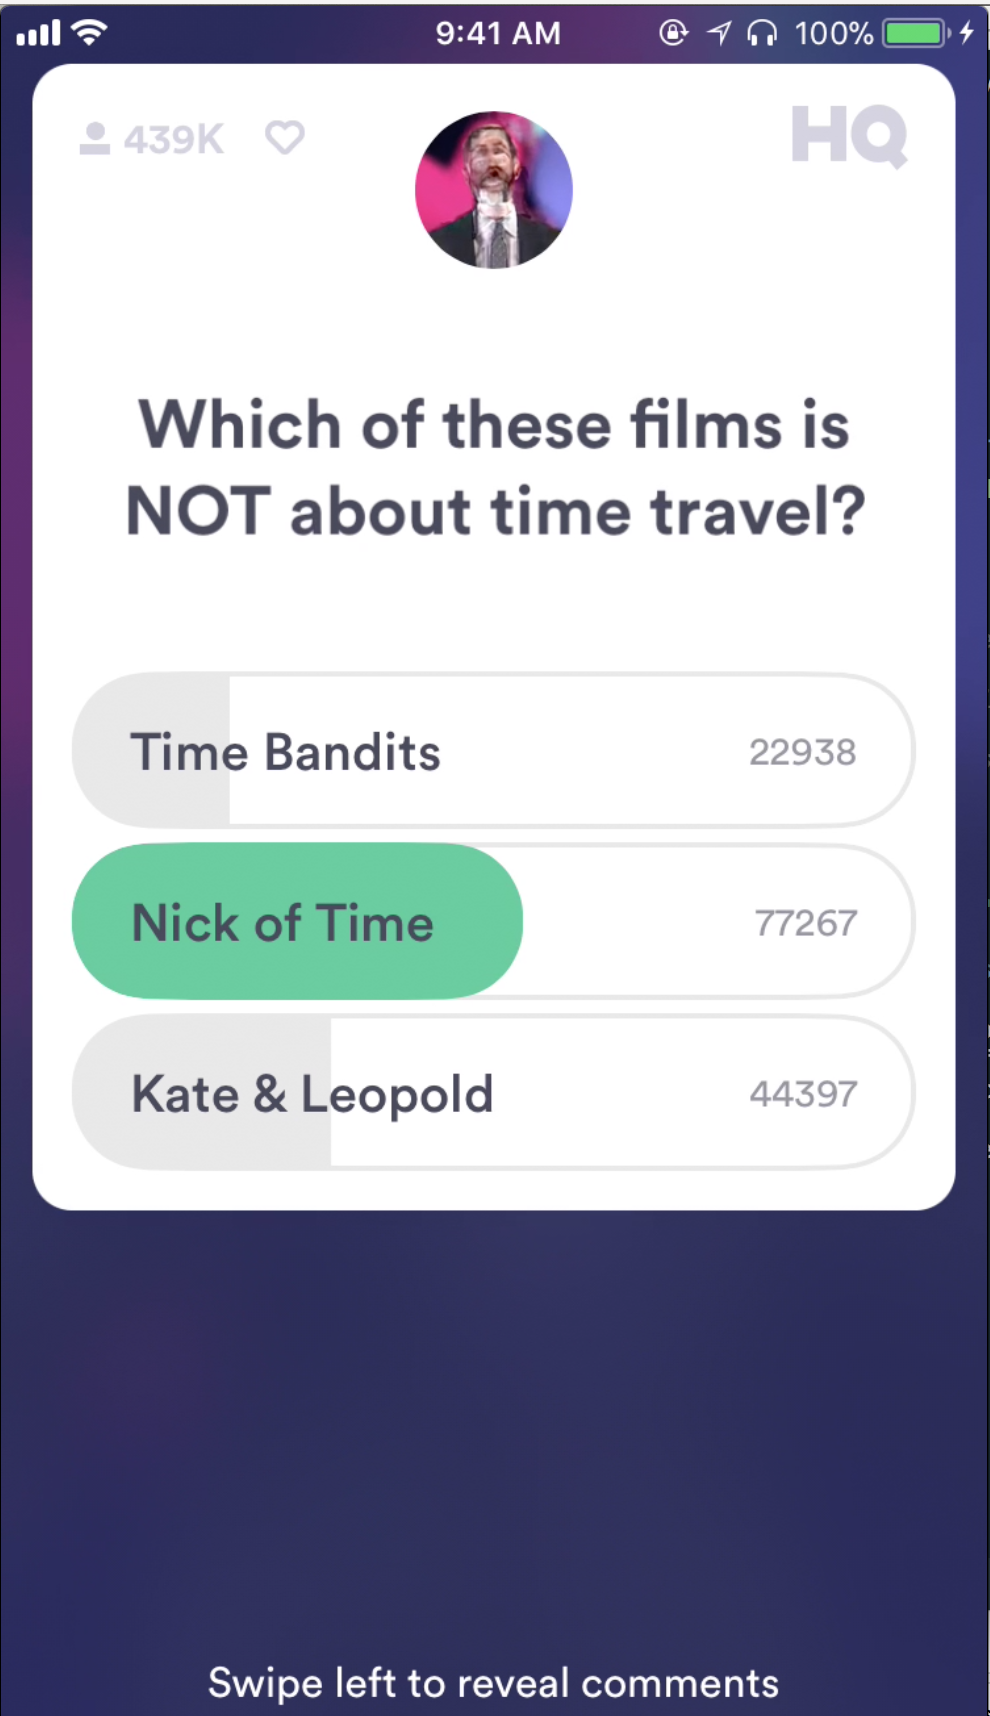 9:41 AM 100%
439K HQ
Which of these films is
NOT about time travel?
Time Bandits 22938
Nick of Time 77267
Kate & Leopold 44397
Swipe left to reveal comments